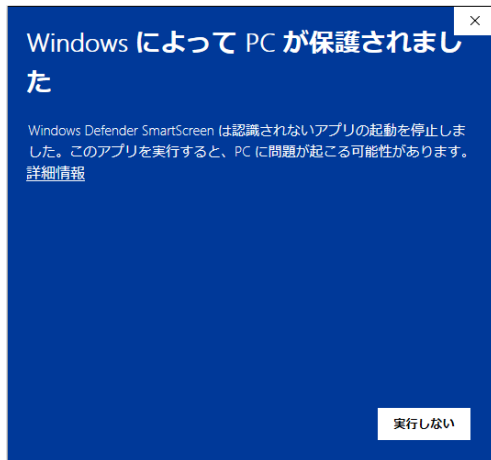 Windows によって PC が保護されまし
た
Windows Defender SmartScreen は認識されないアプリの起動を停止しま
した。このアプリを実行すると、PC に問題が起こる可能性があります。
詳細情報
実行しない